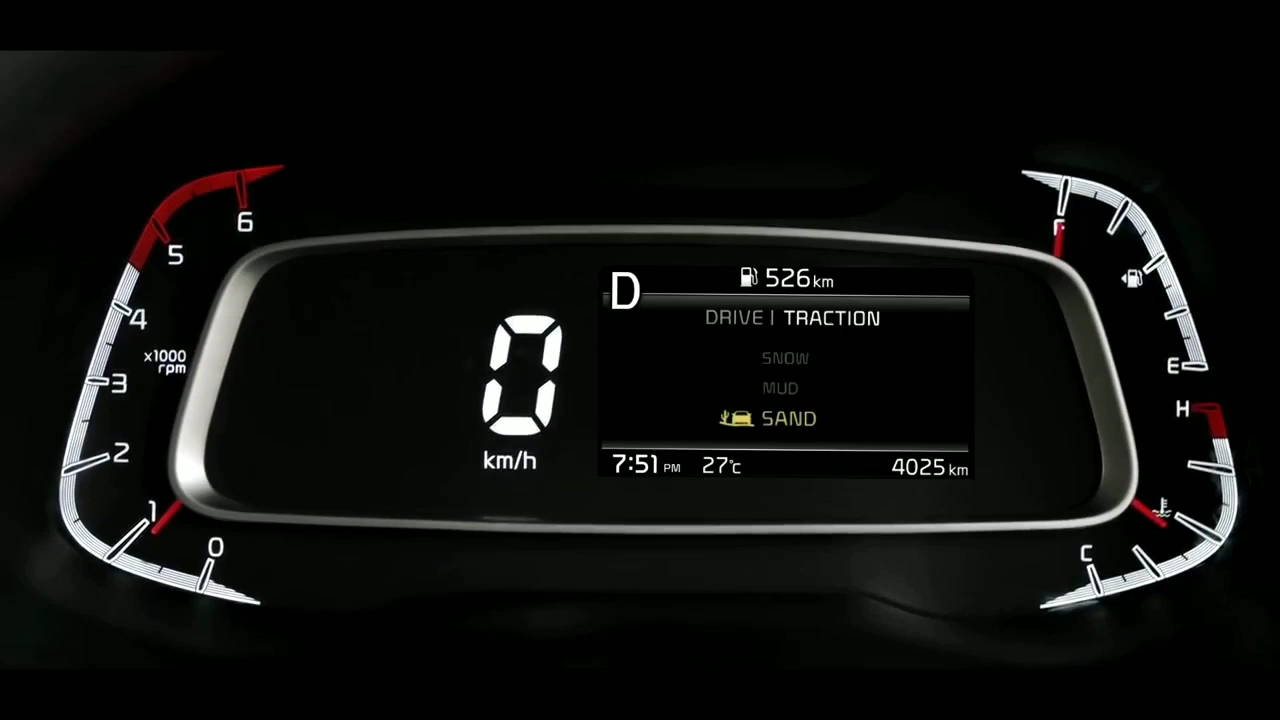 6
5
4
x1000
rpm
3
2
1
0
0
km/h
D
526 km
DRIVE | TRACTION
SNOW
MUD
SAND
7:51 PM 27°C 4025 km
F
E
H
C